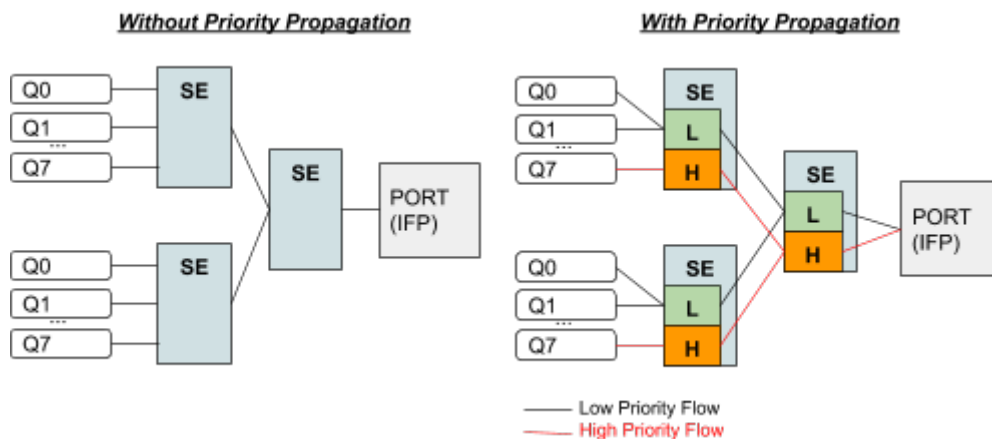 Without Priority Propagation
With Priority Propagation
Q0
Q1
...
Q7
SE
Q0
Q1
...
Q7
SE
SE
PORT
(IFP)
Q0
Q1
...
Q7
SE
L
H
Q0
Q1
...
Q7
SE
L
H
SE
L
H
PORT
(IFP)
Low Priority Flow
High Priority Flow